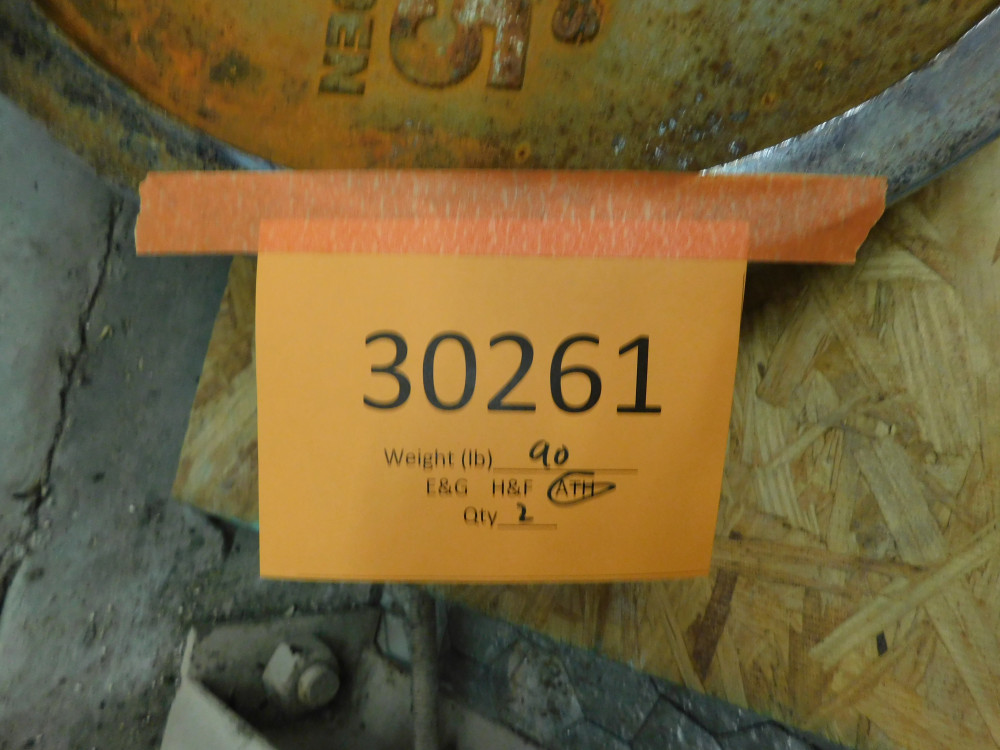 30261
Weight (lb) 90
E&G H&F ATH
Qty 2